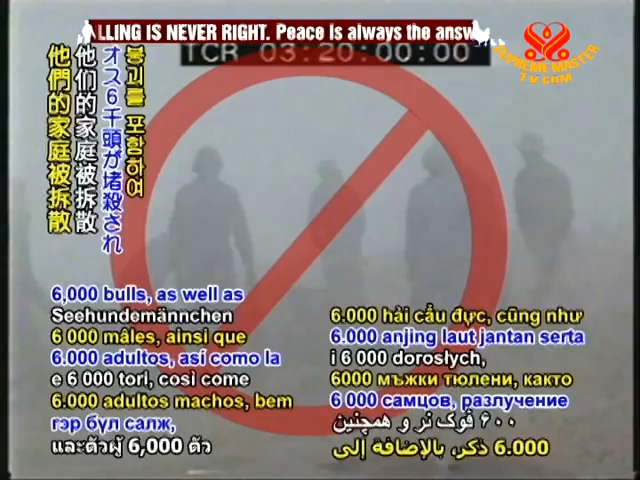 LLING IS NEVER RIGHT. Peace is always the answ
TCR 03:20:00:00
SUPREME MASTER
TV.COM
붕괴를 포함하여
オス6千頭が堵殺され
他们的家庭被拆散
他們的家庭被拆散
6,000 bulls, as well as
Seehundemännchen
6 000 mâles, ainsi que
6.000 adultos, así como la
e 6 000 tori, così come
6.000 adultos machos, bem
гэр бүл салж,
และตัวผู้ 6,000 ตัว
6.000 hải cẩu đực, cũng như
6.000 anjing laut jantan serta
i 6 000 dorosłych,
6000 мъжки тюлени, както
6 000 самцов, разлучение
۶۰۰ فوک نر و همچنین
6.000 ذكر، بالإضافة إلى